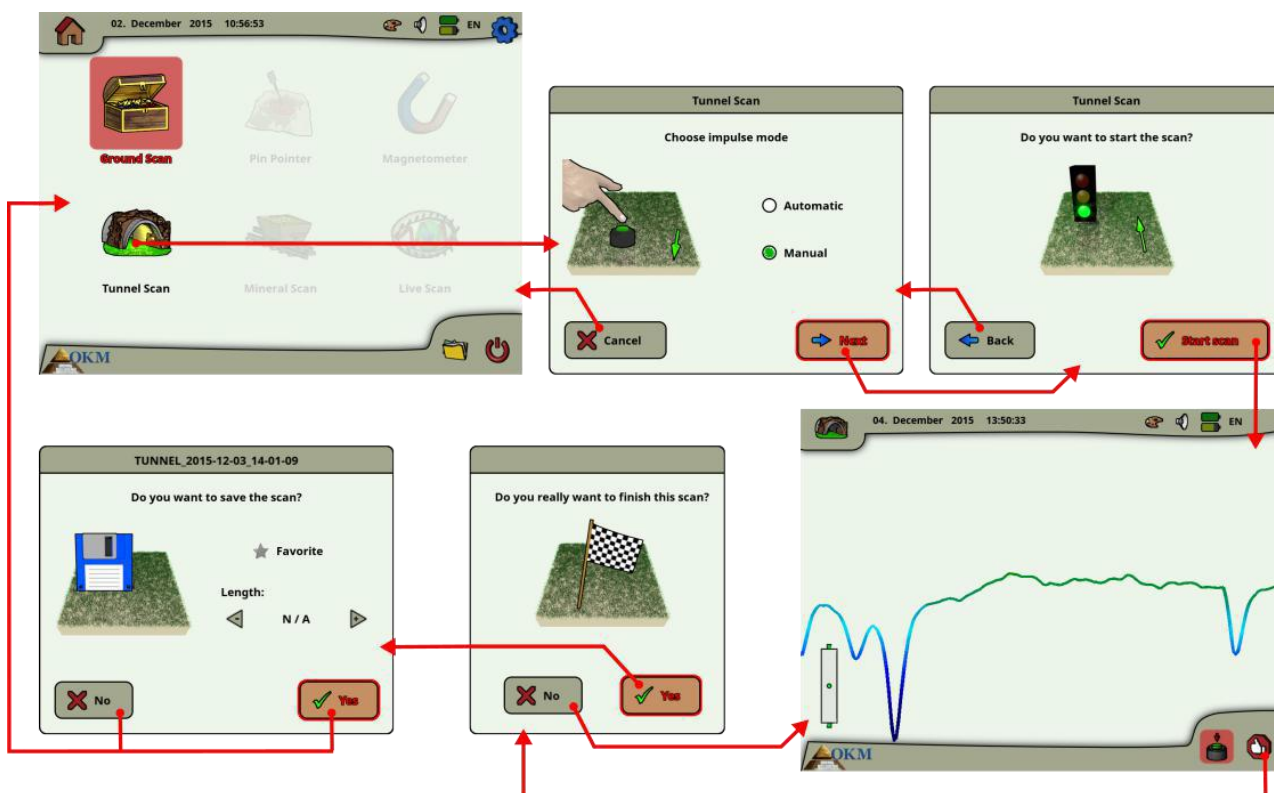 02. December 2015 10:56:53
EN
Ground Scan
Pin Pointer
Magnetometer
Tunnel Scan
Mineral Scan
Live Scan
OKM
Tunnel Scan
Choose impulse mode
Automatic
Manual
Cancel
Next
Tunnel Scan
Do you want to start the scan?
Back
Start scan
TUNNEL_2015-12-03_14-01-09
Do you want to save the scan?
Favorite
Length:
N / A
No
Yes
Do you really want to finish this scan?
No
Yes
04. December 2015 13:50:33
EN
OKM